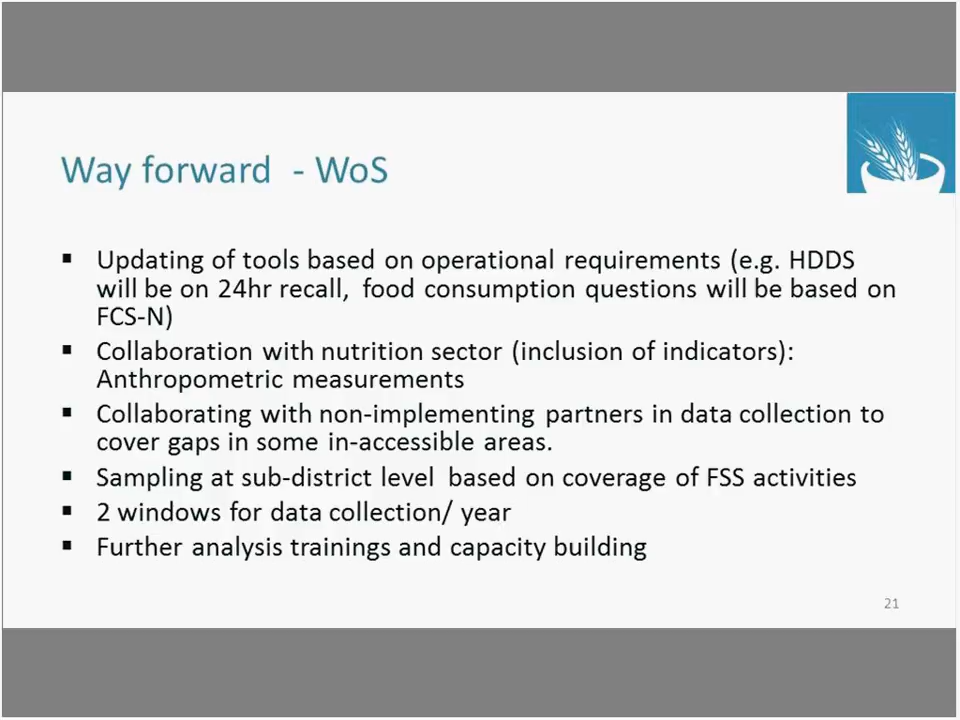 Way forward - WoS
▪ Updating of tools based on operational requirements (e.g. HDDS
will be on 24hr recall, food consumption questions will be based on
FCS-N)
▪ Collaboration with nutrition sector (inclusion of indicators):
Anthropometric measurements
▪ Collaborating with non-implementing partners in data collection to
cover gaps in some in-accessible areas.
▪ Sampling at sub-district level based on coverage of FSS activities
▪ 2 windows for data collection/ year
▪ Further analysis trainings and capacity building
21